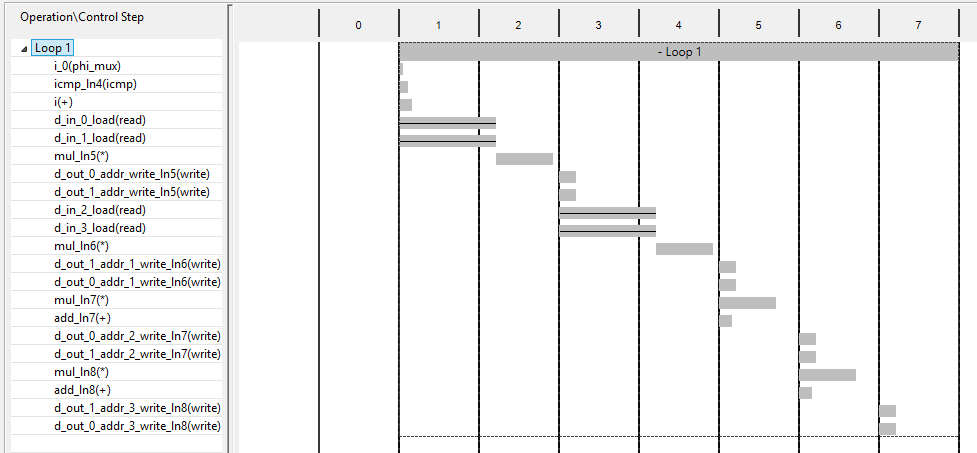 Operation\Control Step
0 1 2 3 4 5 6 7
Loop 1
- Loop 1
i_0(phi_mux)
icmp_ln4(icmp)
i(+)
d_in_0_load(read)
d_in_1_load(read)
mul_ln5(*)
d_out_0_addr_write_ln5(write)
d_out_1_addr_write_ln5(write)
d_in_2_load(read)
d_in_3_load(read)
mul_ln6(*)
d_out_1_addr_1_write_ln6(write)
d_out_0_addr_1_write_ln6(write)
mul_ln7(*)
add_ln7(+)
d_out_0_addr_2_write_ln7(write)
d_out_1_addr_2_write_ln7(write)
mul_ln8(*)
add_ln8(+)
d_out_1_addr_3_write_ln8(write)
d_out_0_addr_3_write_ln8(write)